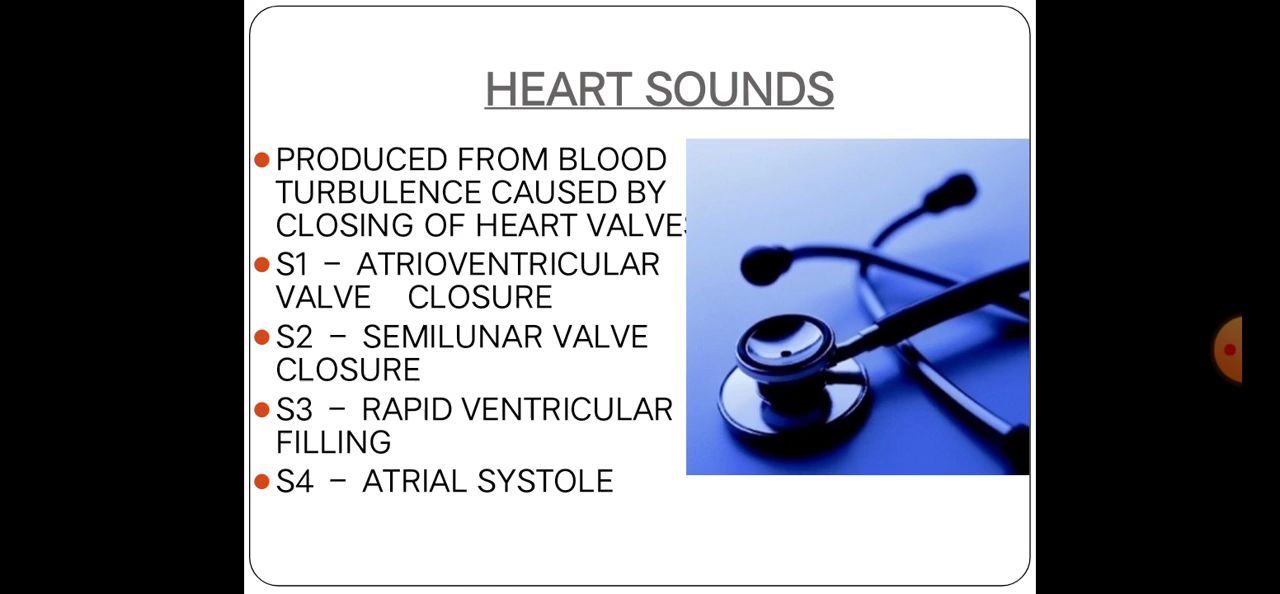 HEART SOUNDS
PRODUCED FROM BLOOD
TURBULENCE CAUSED BY
CLOSING OF HEART VALVES
S1 – ATRIOVENTRICULAR
VALVE CLOSURE
S2 – SEMILUNAR VALVE
CLOSURE
S3 – RAPID VENTRICULAR
FILLING
S4 – ATRIAL SYSTOLE